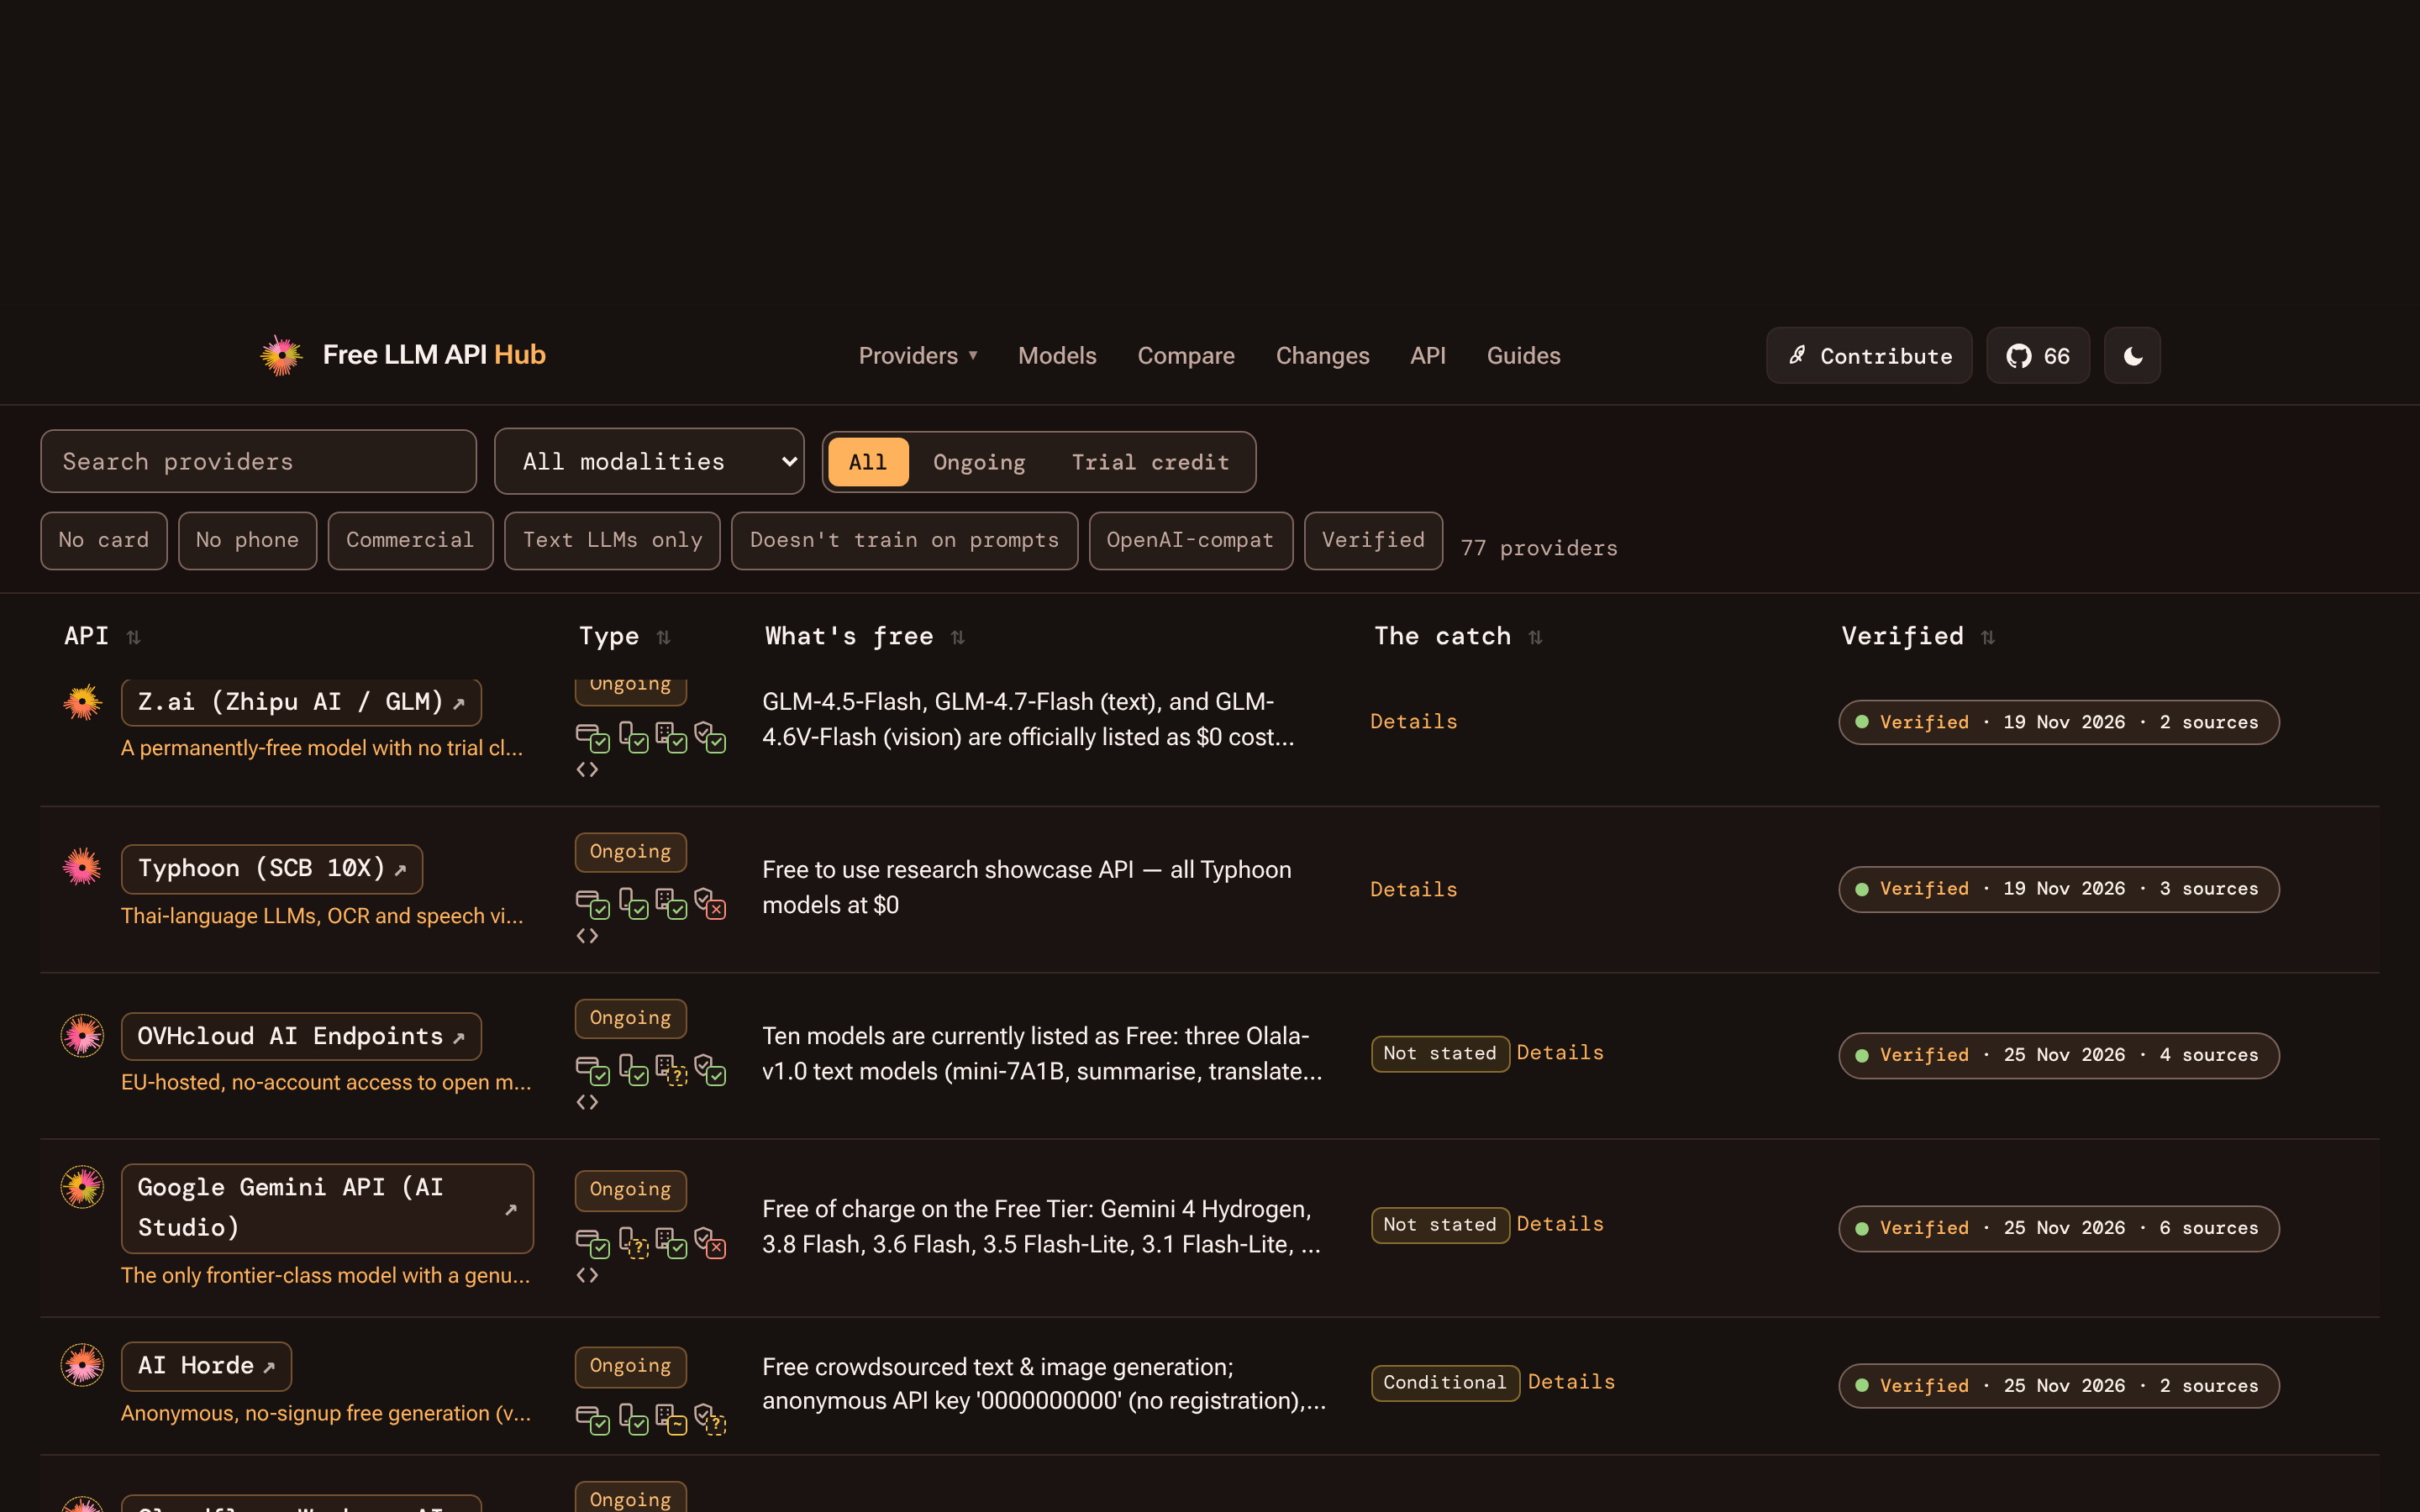 Free LLM API Hub
Providers ▾ Models Compare Changes API Guides
Contribute 66
Search providers All modalities All Ongoing Trial credit
No card No phone Commercial Text LLMs only Doesn't train on prompts OpenAI-compat Verified 77 providers
API ⇅ Type ⇅ What's free ⇅ The catch ⇅ Verified ⇅
Z.ai (Zhipu AI / GLM) ↗
A permanently-free model with no trial cl...
Ongoing
GLM-4.5-Flash, GLM-4.7-Flash (text), and GLM-
4.6V-Flash (vision) are officially listed as $0 cost...
Details
Verified · 19 Nov 2026 · 2 sources
Typhoon (SCB 10X) ↗
Thai-language LLMs, OCR and speech vi...
Ongoing
Free to use research showcase API — all Typhoon
models at $0
Details
Verified · 19 Nov 2026 · 3 sources
OVHcloud AI Endpoints ↗
EU-hosted, no-account access to open m...
Ongoing
Ten models are currently listed as Free: three Olala-
v1.0 text models (mini-7A1B, summarise, translate...
Not stated Details
Verified · 25 Nov 2026 · 4 sources
Google Gemini API (AI
Studio) ↗
The only frontier-class model with a genu...
Ongoing
Free of charge on the Free Tier: Gemini 4 Hydrogen,
3.8 Flash, 3.6 Flash, 3.5 Flash-Lite, 3.1 Flash-Lite, ...
Not stated Details
Verified · 25 Nov 2026 · 6 sources
AI Horde ↗
Anonymous, no-signup free generation (v...
Ongoing
Free crowdsourced text & image generation;
anonymous API key '0000000000' (no registration),...
Conditional Details
Verified · 25 Nov 2026 · 2 sources
Ongoing